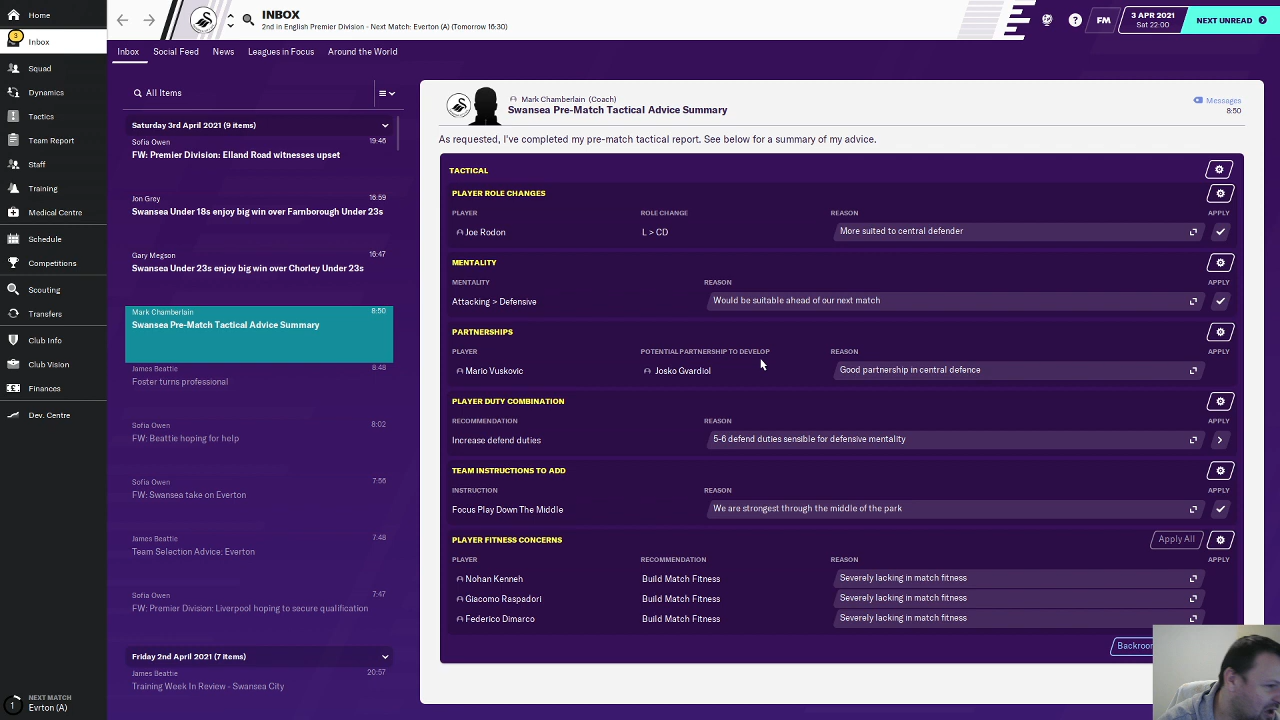 INBOX
2nd in English Premier Division - Next Match: Everton (A) (Tomorrow 16:30)
FM
3 APR 2021
Sat 22:00
NEXT UNREAD
Home
3
Inbox
Squad
Dynamics
Tactics
Team Report
Staff
Training
Medical Centre
Schedule
Competitions
Scouting
Transfers
Club Info
Club Vision
Finances
Dev. Centre
1
NEXT MATCH
Evrton (A)
Inbox Social Feed News Leagues in Focus Around the World
All Items
Saturday 3rd April 2021 (9 items)
Sofia Owen 19:46
FW: Premier Division: Elland Road witnesses upset
Jon Grey 16:59
Swansea Under 18s enjoy big win over Farnborough Under 23s
Gary Megson 16:47
Swansea Under 23s enjoy big win over Chorley Under 23s
Mark Chamberlain 8:50
Swansea Pre-Match Tactical Advice Summary
James Beattie 8:48
Foster turns professional
Sofia Owen 8:02
FW: Beattie hoping for help
Sofia Owen 7:56
FW: Swansea take on Everton
James Beattie 7:48
Team Selection Advice: Everton
Sofia Owen 7:47
FW: Premier Division: Liverpool hoping to secure qualification
Friday 2nd April 2021 (7 items)
James Beattie 20:57
Training Week In Review - Swansea City
Mark Chamberlain (Coach)
Swansea Pre-Match Tactical Advice Summary
Messages
8:50
As requested, I've completed my pre-match tactical report. See below for a summary of my advice.
TACTICAL
PLAYER ROLE CHANGES
PLAYER ROLE CHANGE REASON APPLY
Joe Rodon L > CD More suited to central defender
MENTALITY
MENTALITY REASON APPLY
Attacking > Defensive Would be suitable ahead of our next match
PARTNERSHIPS
PLAYER POTENTIAL PARTNERSHIP TO DEVELOP REASON APPLY
Mario Vuskovic Josko Gvardiol Good partnership in central defence
PLAYER DUTY COMBINATION
RECOMMENDATION REASON APPLY
Increase defend duties 5-6 defend duties sensible for defensive mentality
TEAM INSTRUCTIONS TO ADD
INSTRUCTION REASON APPLY
Focus Play Down The Middle We are strongest through the middle of the park
PLAYER FITNESS CONCERNS Apply All
PLAYER RECOMMENDATION REASON APPLY
Nohan Kenneh Build Match Fitness Severely lacking in match fitness
Giacomo Raspadori Build Match Fitness Severely lacking in match fitness
Federico Dimarco Build Match Fitness Severely lacking in match fitness